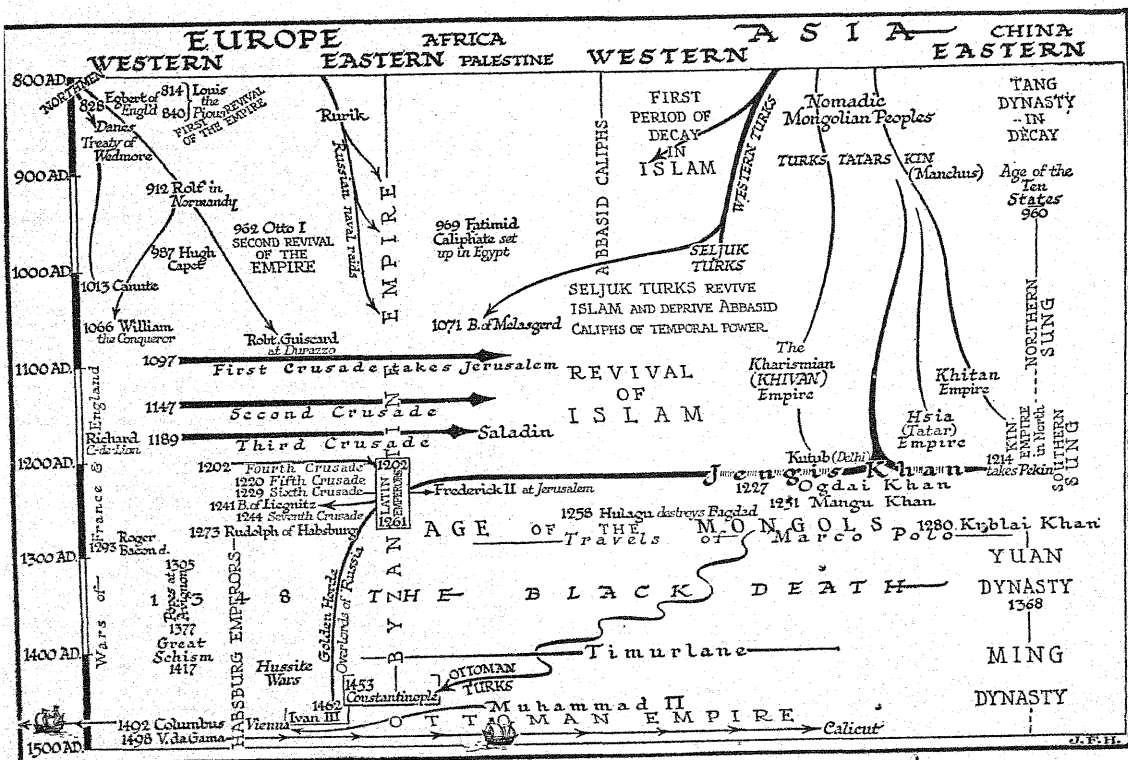 EUROPE
AFRICA
ASIA
CHINA
WESTERN
EASTERN
PALESTINE
WESTERN
EASTERN
800 AD.
900 AD.
1000 AD.
1100 AD.
1200 AD.
1300 AD.
1400 AD.
1500 AD.
NORTHMEN
828 Egbert of
Engl'd
814
840
Louis
the
Pious
FIRST REVIVAL
OF THE EMPIRE
Danes
Treaty of
Wedmore
912 Rolf in
Normandy
987 Hugh
Capet
962 Otto I
SECOND REVIVAL
OF THE
EMPIRE
1013 Canute
1066 William
the Conqueror
Robt. Guiscard
at Durazzo
Rurik
Russian naval raids
BYZANTINE EMPIRE
969 Fatimid
Caliphate set
up in Egypt
1071 B. of Melasgerd
ABBASID CALIPHS
FIRST
PERIOD OF
DECAY
IN
ISLAM
WESTERN TURKS
SELJUK
TURKS
SELJUK TURKS REVIVE
ISLAM AND DEPRIVE ABBASID
CALIPHS OF TEMPORAL POWER
REVIVAL
OF
ISLAM
Nomadic
Mongolian Peoples
TURKS TATARS KIN
(Manchus)
The
Kharismian
(KHIVAN)
Empire
Hsia
(Tatar)
Empire
Khitan
Empire
TANG
DYNASTY
IN
DECAY
Age of the
Ten
States
960
NORTHERN
SUNG
KIN
EMPIRE
in North
SOUTHERN
SUNG
1097
First Crusade takes Jerusalem
1147
Second Crusade
Richard
C-de-Lion
1189
Third Crusade
Saladin
1202
Fourth Crusade
1220 Fifth Crusade
1229 Sixth Crusade
1241 B. of Liegnitz
1244 Seventh Crusade
1273 Rudolph of Habsburg
1202
LATIN
EMPERORS
1261
Frederick II at Jerusalem
Kutub (Delhi)
Jengis Khan
1214
takes Pekin
1227
Ogdai Khan
1251 Mangu Khan
1258 Hulagu destroys Bagdad
AGE OF THE MONGOLS
Travels of Marco Polo
1280 Kublai Khan
YUAN
DYNASTY
1368
MING
DYNASTY
Wars of France & England
1293 Roger
Bacon d.
1305
Popes at
Avignon
1377
Great
Schism
1417
1348 THE BLACK DEATH
HABSBURG EMPERORS
Hussite
Wars
Golden Horde
Overlords of Russia
1462
Ivan III
1453
Constantinople
OTTOMAN
TURKS
Timurlane
Muhammad II
OTTOMAN EMPIRE
Vienna
1492 Columbus
1498 V. da Gama
Calicut
J.F.H.